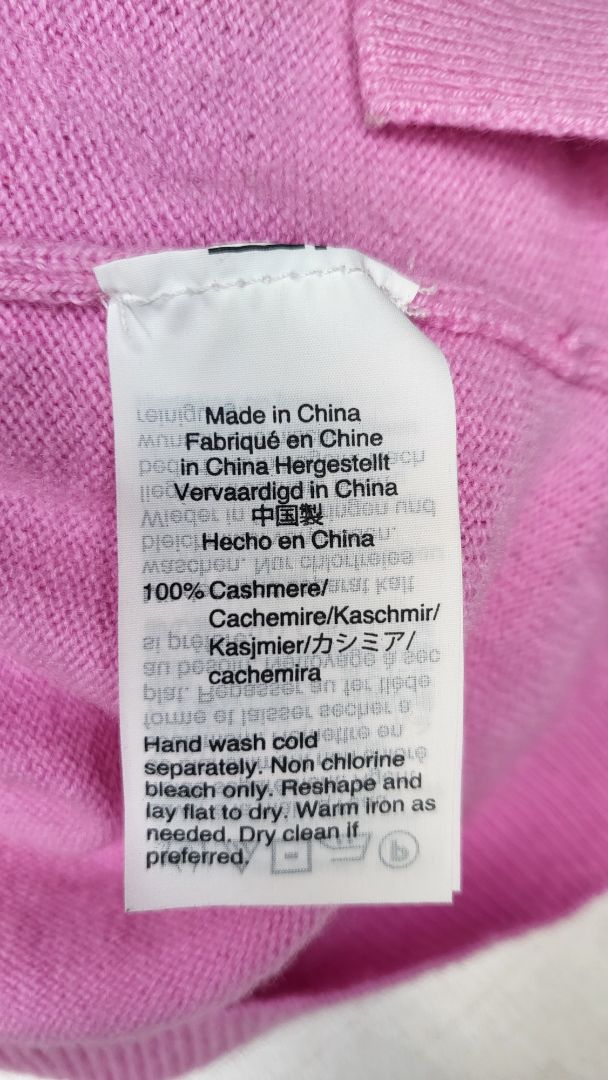 Made in China
Fabriqué en Chine
in China Hergestellt
Vervaardigd in China
中国製
Hecho en China
100% Cashmere/
Cachemire/Kaschmir/
Kasjmier/カシミア/
cachemira
Hand wash cold
separately. Non chlorine
bleach only. Reshape and
lay flat to dry. Warm Iron as
needed. Dry clean if
preferred.